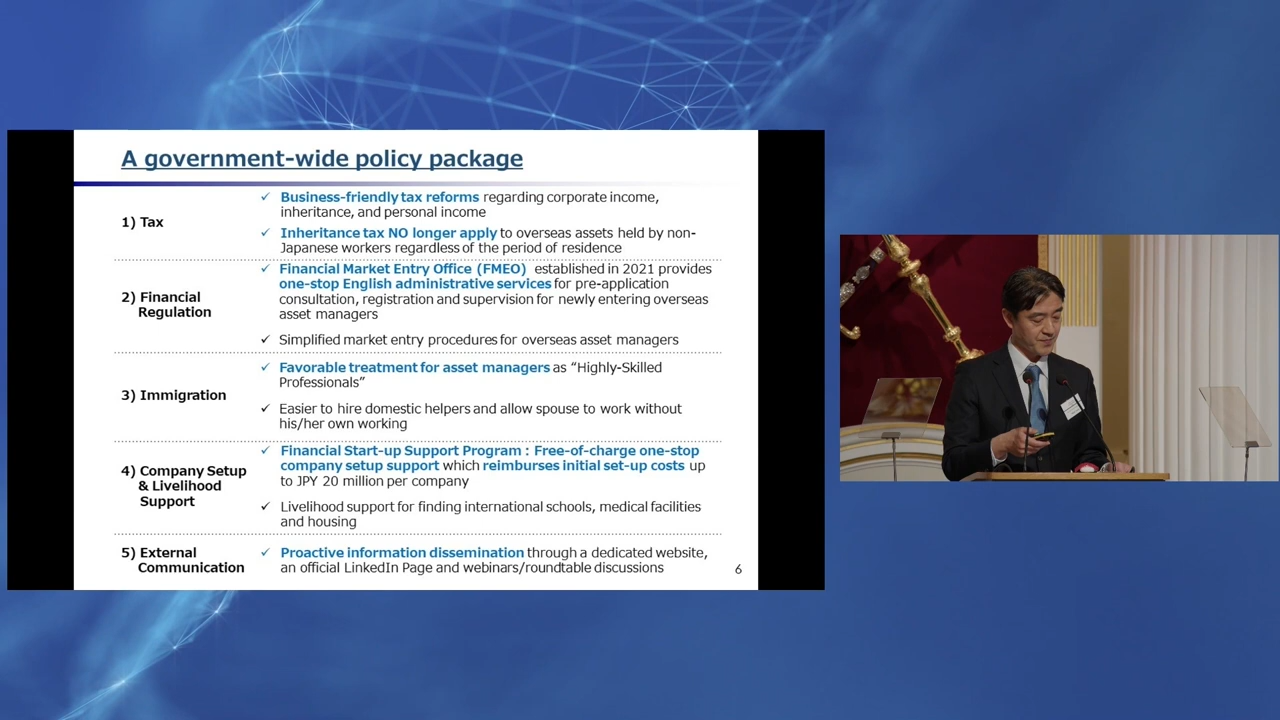 A government-wide policy package
1) Tax
✓ Business-friendly tax reforms regarding corporate income,
inheritance, and personal income
✓ Inheritance tax NO longer apply to overseas assets held by non-
Japanese workers regardless of the period of residence
2) Financial
Regulation
✓ Financial Market Entry Office (FMEO) established in 2021 provides
one-stop English administrative services for pre-application
consultation, registration and supervision for newly entering overseas
asset managers
✓ Simplified market entry procedures for overseas asset managers
3) Immigration
✓ Favorable treatment for asset managers as “Highly-Skilled
Professionals”
✓ Easier to hire domestic helpers and allow spouse to work without
his/her own working
4) Company Setup
& Livelihood
Support
✓ Financial Start-up Support Program : Free-of-charge one-stop
company setup support which reimburses initial set-up costs up
to JPY 20 million per company
✓ Livelihood support for finding international schools, medical facilities
and housing
5) External
Communication
✓ Proactive information dissemination through a dedicated website,
an official LinkedIn Page and webinars/roundtable discussions
6